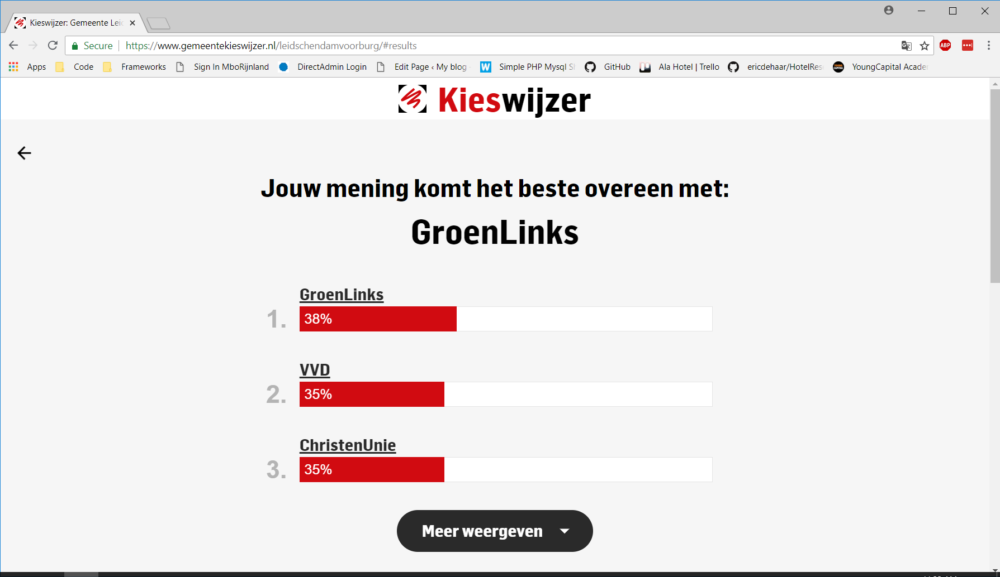 Kieswijzer: Gemeente Lei
Secure https://www.gemeentekieswijzer.nl/leidschendamvoorburg/#results
ABP
Apps Code Frameworks Sign In MboRijnland DirectAdmin Login Edit Page ‹ My blog W Simple PHP Mysql GitHub Ala Hotel | Trello ericdehaar/HotelRes YoungCapital Acade
Kieswijzer
Jouw mening komt het beste overeen met:
GroenLinks
GroenLinks
1. 38%
VVD
2. 35%
ChristenUnie
3. 35%
Meer weergeven